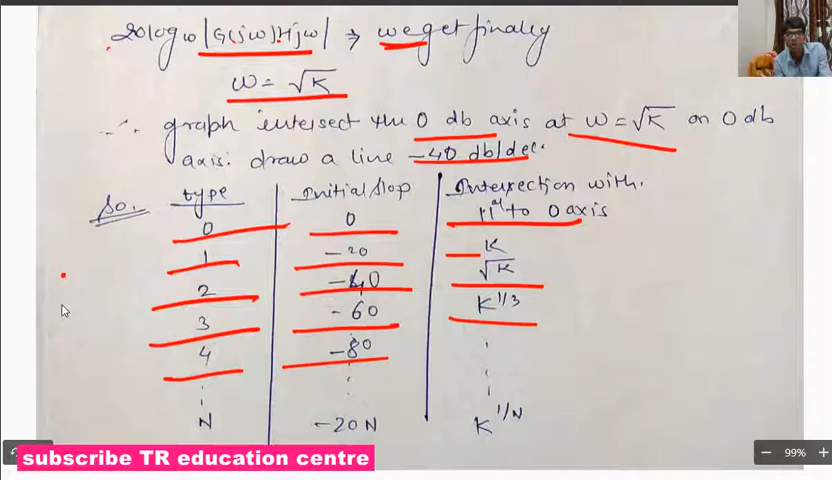 20log10 |G(jω).Hjω| ⇒ we get finally
ω = √K
∴ graph intersect the 0 db axis at ω = √K on 0 db
axis. draw a line -40 db/dec.
So. type Initial Slop Intersection with.
11el to 0 axis
0 0
1 -20 K
2 -40 √K
3 -60 K^1/3
4 -80
N -20N K^1/N
subscribe TR education centre
99%